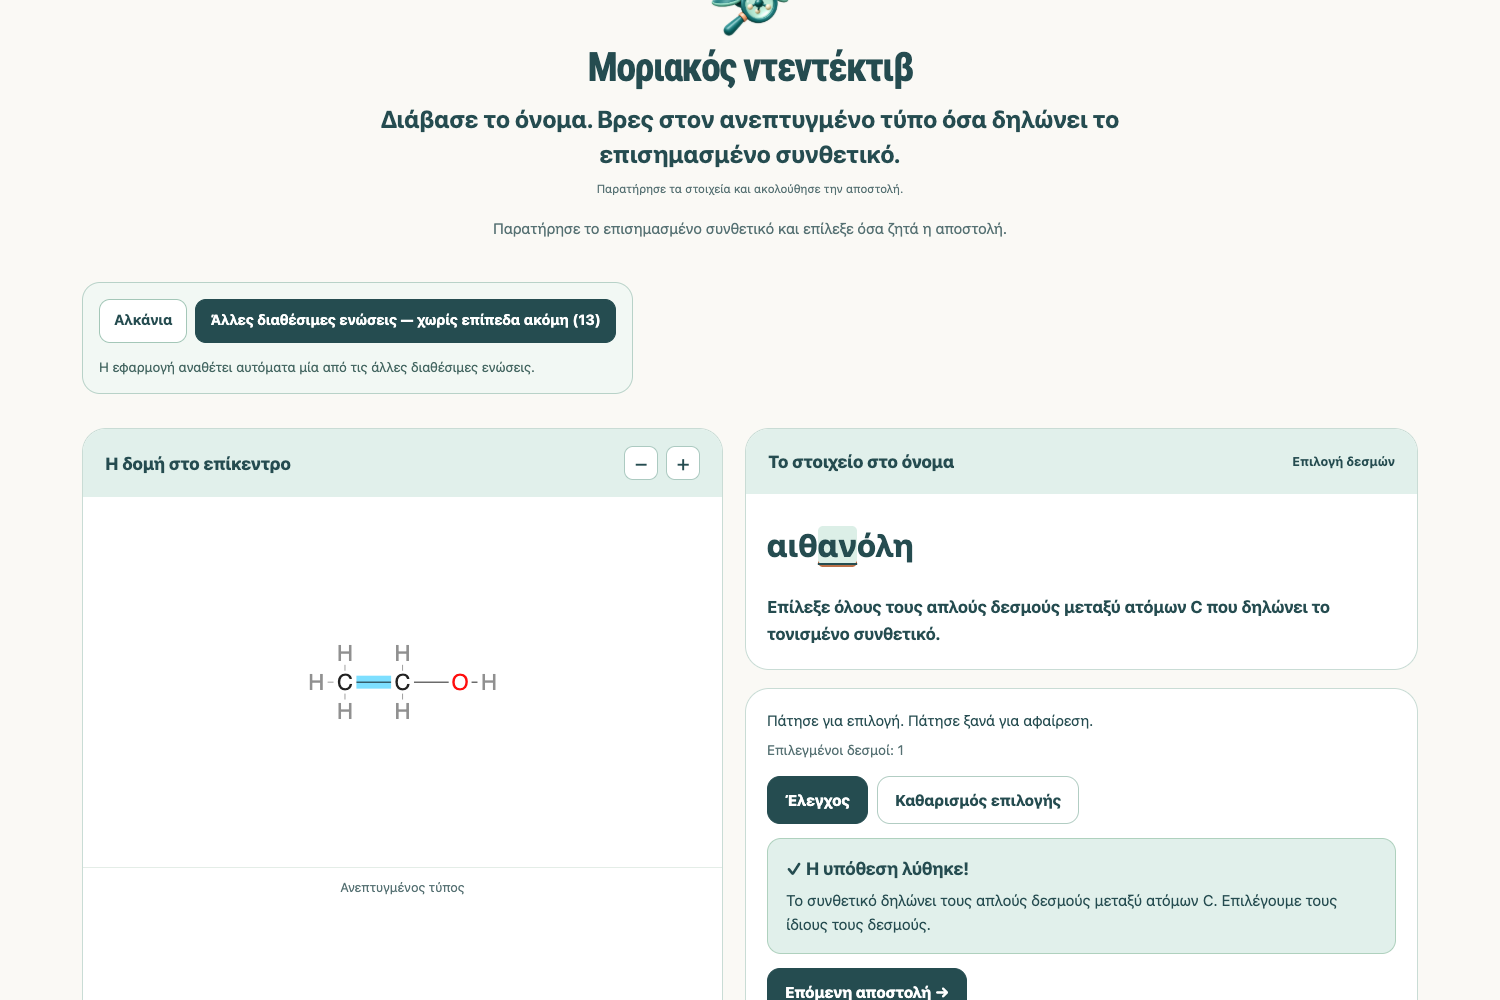 Μοριακός ντεντέκτιβ
Διάβασε το όνομα. Βρες στον ανεπτυγμένο τύπο όσα δηλώνει το
επισημασμένο συνθετικό.
Παρατήρησε τα στοιχεία και ακολούθησε την αποστολή.
Παρατήρησε το επισημασμένο συνθετικό και επίλεξε όσα ζητά η αποστολή.
Αλκάνια
Άλλες διαθέσιμες ενώσεις — χωρίς επίπεδα ακόμη (13)
Η εφαρμογή αναθέτει αυτόματα μία από τις άλλες διαθέσιμες ενώσεις.
Η δομή στο επίκεντρο
− +
H H
H C C O H
H H
Ανεπτυγμένος τύπος
Το στοιχείο στο όνομα
Επιλογή δεσμών
αιθανόλη
Επίλεξε όλους τους απλούς δεσμούς μεταξύ ατόμων C που δηλώνει το
τονισμένο συνθετικό.
Πάτησε για επιλογή. Πάτησε ξανά για αφαίρεση.
Επιλεγμένοι δεσμοί: 1
Έλεγχος
Καθαρισμός επιλογής
✓ Η υπόθεση λύθηκε!
Το συνθετικό δηλώνει τους απλούς δεσμούς μεταξύ ατόμων C. Επιλέγουμε τους
ίδιους τους δεσμούς.
Επόμενη αποστολή →